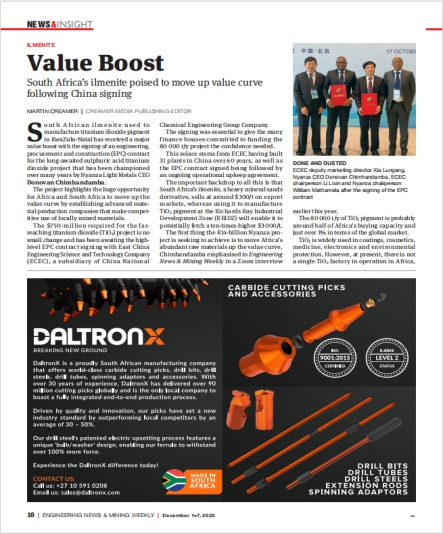 NEWS&INSIGHT
ILMENITE
Value Boost
South Africa's ilmenite poised to move up value curve
following China signing
MARTIN CREAMER | CREAMER MEDIA PUBLISHING EDITOR
South African ilmenite used to
manufacture titanium dioxide pigment
in KwaZulu-Natal has received a major
value boost with the signing of an engineering,
procurement and construction (EPC) contract
for the long-awaited sulphuric acid titanium
dioxide project that has been championed
over many years by Nyanza Light Metals CEO
Donovan Chimhandamba.
The project highlights the huge opportunity
for Africa and South Africa to move up the
value curve by establishing advanced mate-
rial production companies that make compet-
itive use of locally mined materials.
The $750-million required for the far-
reaching titanium dioxide (TiO₂) project is no
small change and has been awaiting the high-
level EPC contract signing with East China
Engineering Science and Technology Company
(ECEC), a subsidiary of China National
Chemical Engineering Group Company.
The signing was essential to give the many
finance houses committed to funding the
80 000 t/y project the confidence needed.
This solace stems from ECEC having built
31 plants in China over 60 years, as well as
the EPC contract signed being followed by
an ongoing operational upkeep agreement.
The important backdrop to all this is that
South Africa's ilmenite, a heavy mineral sands
derivative, sells at around $300/t on export
markets, whereas using it to manufacture
TiO₂ pigment at the Richards Bay Industrial
Development Zone (RBIDZ) will enable it to
potentially fetch a ten-times-higher $3 000/t.
The first thing the R14-billion Nyanza pro-
ject is seeking to achieve is to move Africa's
abundant raw materials up the value curve,
Chimhandamba emphasised to Engineering
News & Mining Weekly in a Zoom interview
17 OCTOBE
DONE AND DUSTED
ECEC deputy marketing director Xia Lungang,
Nyanza CEO Donovan Chimhandamba, ECEC
chairperson Li Lixin and Nyanza chairperson
William Mathamela after the signing of the EPC
contract
earlier this year.
The 80 000 t/y of TiO₂ pigment is probably
around half of Africa's buying capacity and
just over 1% in terms of the global market.
TiO₂ is widely used in coatings, cosmetics,
medicine, electronics and environmental
protection. However, at present, there is not
a single TiO₂ factory in operation in Africa,
DALTRONX
BREAKING NEW GROUND
DaltronX is a proudly South African manufacturing company
that offers world-class carbide cutting picks, drill bits, drill
steels, drill tubes, spinning adaptors and accessories. With
over 30 years of experience, DaltronX has delivered over 90
million cutting picks globally and is the only local company to
boast a fully integrated end-to-end production process.
Driven by quality and innovation, our picks have set a new
industry standard by outperforming local competitors by an
average of 30 – 50%.
Our drill steel's patented electric upsetting process features a
unique 'bulb/washer' design, enabling our ferrule to withstand
over 100% more force.
Experience the DaltronX difference today!
CONTACT US:
Call us: +27 10 591 0208
Email us: sales@daltronx.com
MADE IN
SOUTH
AFRICA
CARBIDE CUTTING PICKS
AND ACCESSORIES
ISO
9001:2015
CERTIFIED
B-BBEE
LEVEL 2
STATUS
DRILL BITS
DRILL TUBES
DRILL STEELS
EXTENSION RODS
SPINNING ADAPTORS
10 | ENGINEERING NEWS & MINING WEEKLY | December 1–7, 2023